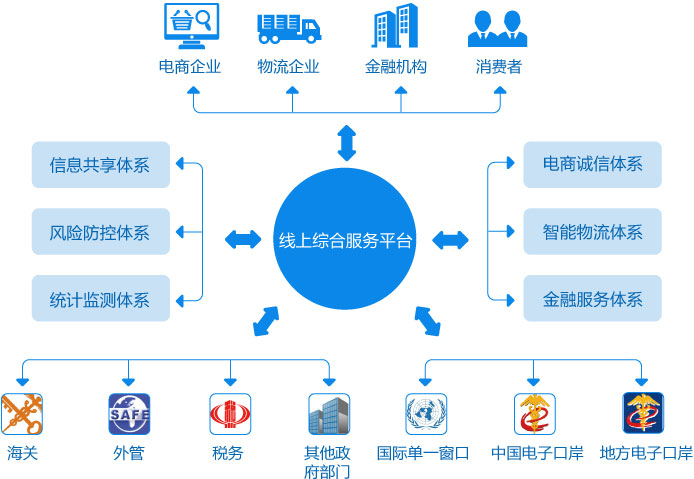 电商企业
物流企业
金融机构
消费者
信息共享体系
电商诚信体系
风险防控体系
线上综合服务平台
智能物流体系
统计监测体系
金融服务体系
SAFE
海关
外管
税务
其他政
府部门
国际单一窗口
中国电子口岸
地方电子口岸